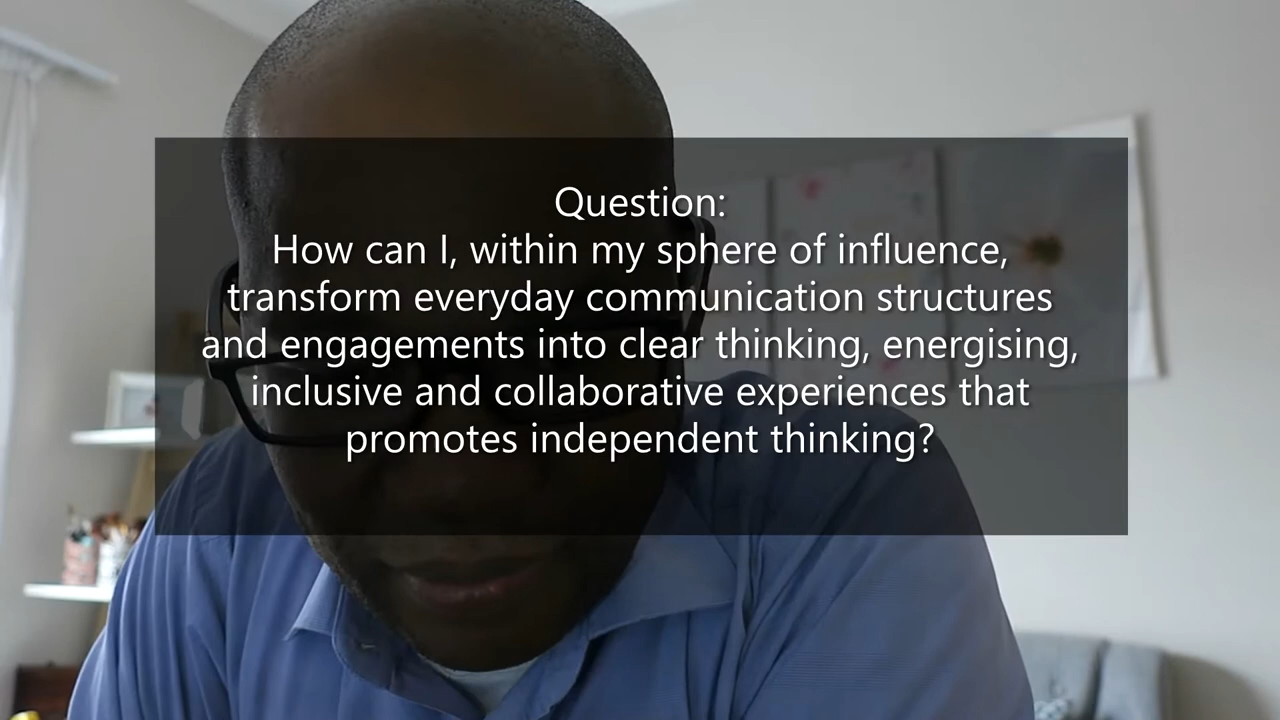 Question:
How can I, within my sphere of influence,
transform everyday communication structures
and engagements into clear thinking, energising,
inclusive and collaborative experiences that
promotes independent thinking?